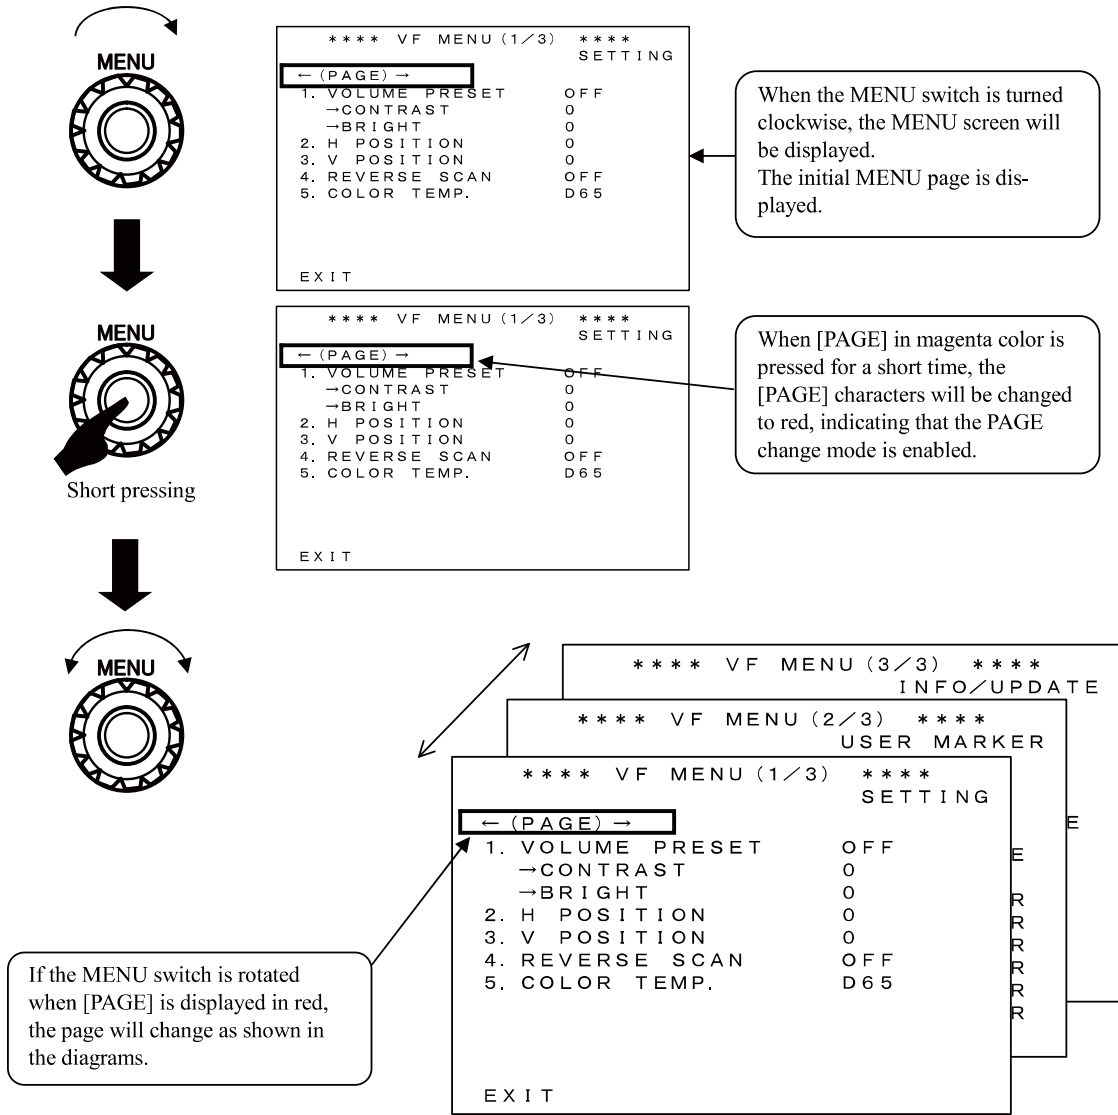 MENU
**** VF MENU(1/3) ****
SETTING
←(PAGE)→
1. VOLUME PRESET OFF
→CONTRAST 0
→BRIGHT 0
2. H POSITION 0
3. V POSITION 0
4. REVERSE SCAN OFF
5. COLOR TEMP. D65
EXIT
When the MENU switch is turned
clockwise, the MENU screen will
be displayed.
The initial MENU page is dis-
played.
MENU
Short pressing
**** VF MENU(1/3) ****
SETTING
←(PAGE)→
1. VOLUME PRESET OFF
→CONTRAST 0
→BRIGHT 0
2. H POSITION 0
3. V POSITION 0
4. REVERSE SCAN OFF
5. COLOR TEMP. D65
EXIT
When [PAGE] in magenta color is
pressed for a short time, the
[PAGE] characters will be changed
to red, indicating that the PAGE
change mode is enabled.
MENU
**** VF MENU(3/3) ****
INFO/UPDATE
E
**** VF MENU(2/3) ****
USER MARKER
E
R
R
R
R
R
R
**** VF MENU(1/3) ****
SETTING
←(PAGE)→
1. VOLUME PRESET OFF
→CONTRAST 0
→BRIGHT 0
2. H POSITION 0
3. V POSITION 0
4. REVERSE SCAN OFF
5. COLOR TEMP. D65
EXIT
If the MENU switch is rotated
when [PAGE] is displayed in red,
the page will change as shown in
the diagrams.